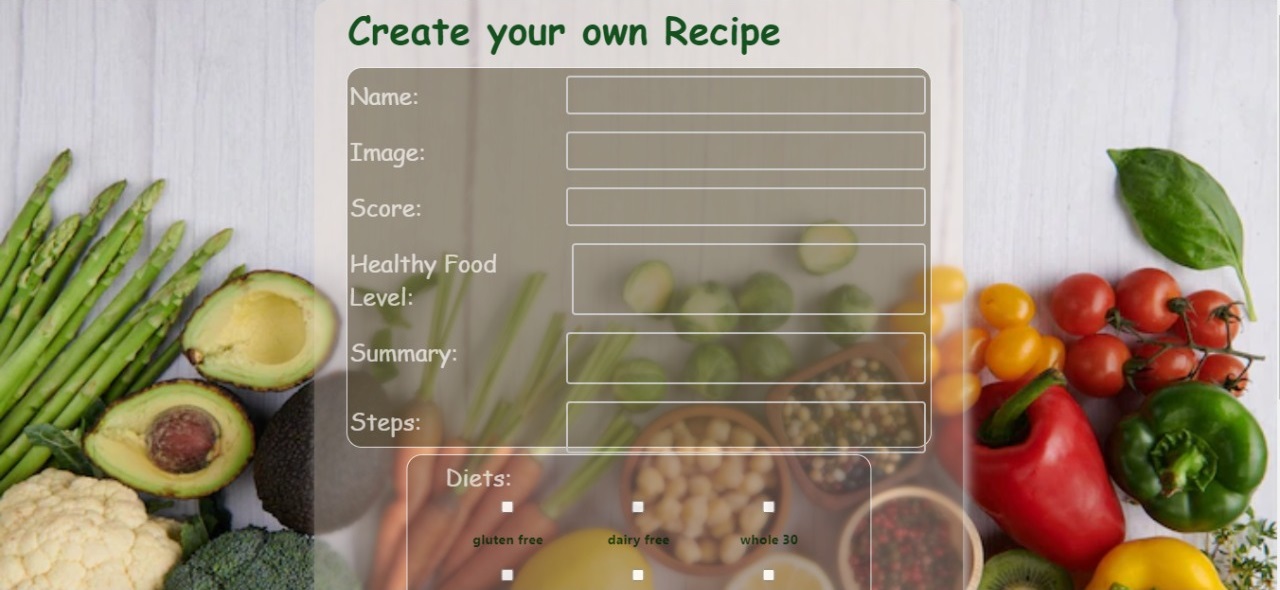 Create your own Recipe
Name:
Image:
Score:
Healthy Food
Level:
Summary:
Steps:
Diets:
gluten free dairy free whole 30